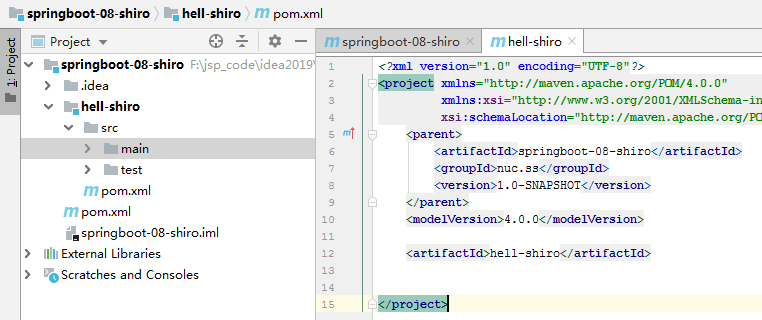 springboot-08-shiro hell-shiro pom.xml
1: Project
Project
springboot-08-shiro F:\jsp_code\idea2019\
.idea
hell-shiro
src
main
test
pom.xml
pom.xml
springboot-08-shiro.iml
External Libraries
Scratches and Consoles
springboot-08-shiro hell-shiro
1 <?xml version="1.0" encoding="UTF-8"?>
2 <project xmlns="http://maven.apache.org/POM/4.0.0"
3 xmlns:xsi="http://www.w3.org/2001/XMLSchema-in
4 xsi:schemaLocation="http://maven.apache.org/PO
5 <parent>
6 <artifactId>springboot-08-shiro</artifactId>
7 <groupId>nuc.ss</groupId>
8 <version>1.0-SNAPSHOT</version>
9 </parent>
10 <modelVersion>4.0.0</modelVersion>
11
12 <artifactId>hell-shiro</artifactId>
13
14
15 </project>